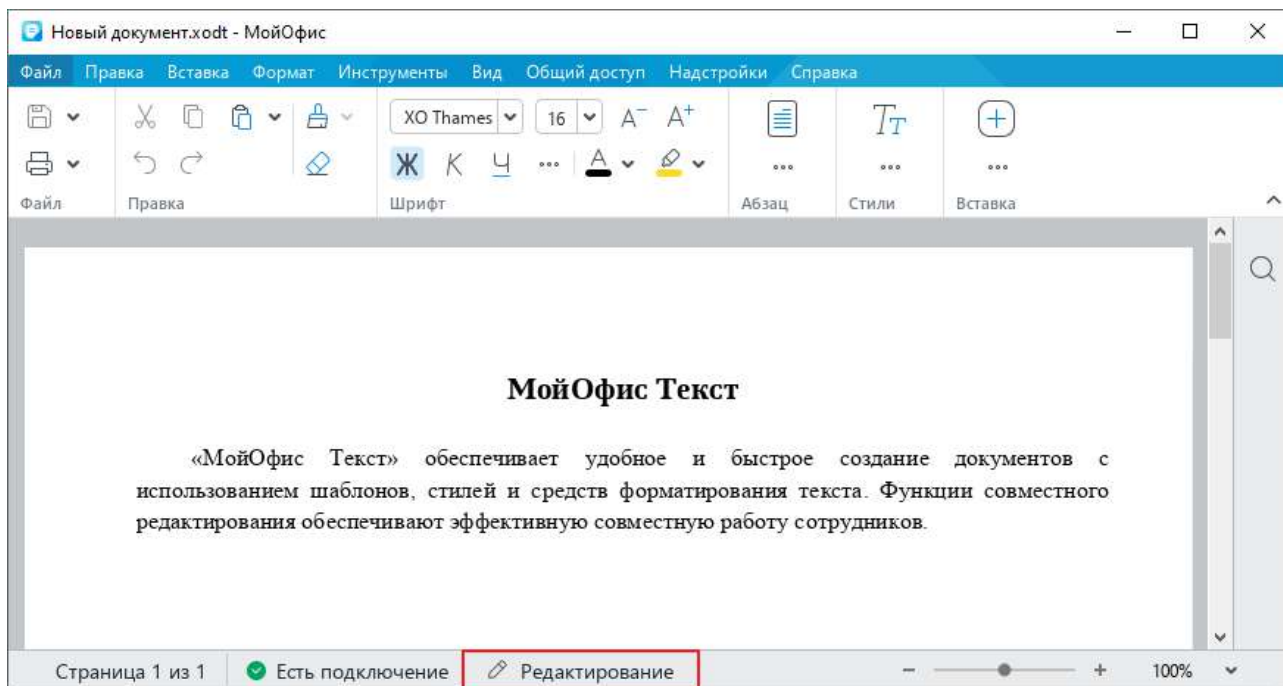 Новый документ.xodt - МойОфис
Файл Правка Вставка Формат Инструменты Вид Общий доступ Надстройки Справка
XO Thames 16 A⁻ A⁺ Тт
Ж К Ч ••• А ••• ••• •••
Файл Правка Шрифт Абзац Стили Вставка
МойОфис Текст
«МойОфис Текст» обеспечивает удобное и быстрое создание документов с
использованием шаблонов, стилей и средств форматирования текста. Функции совместного
редактирования обеспечивают эффективную совместную работу сотрудников.
Страница 1 из 1 Есть подключение Редактирование − + 100%